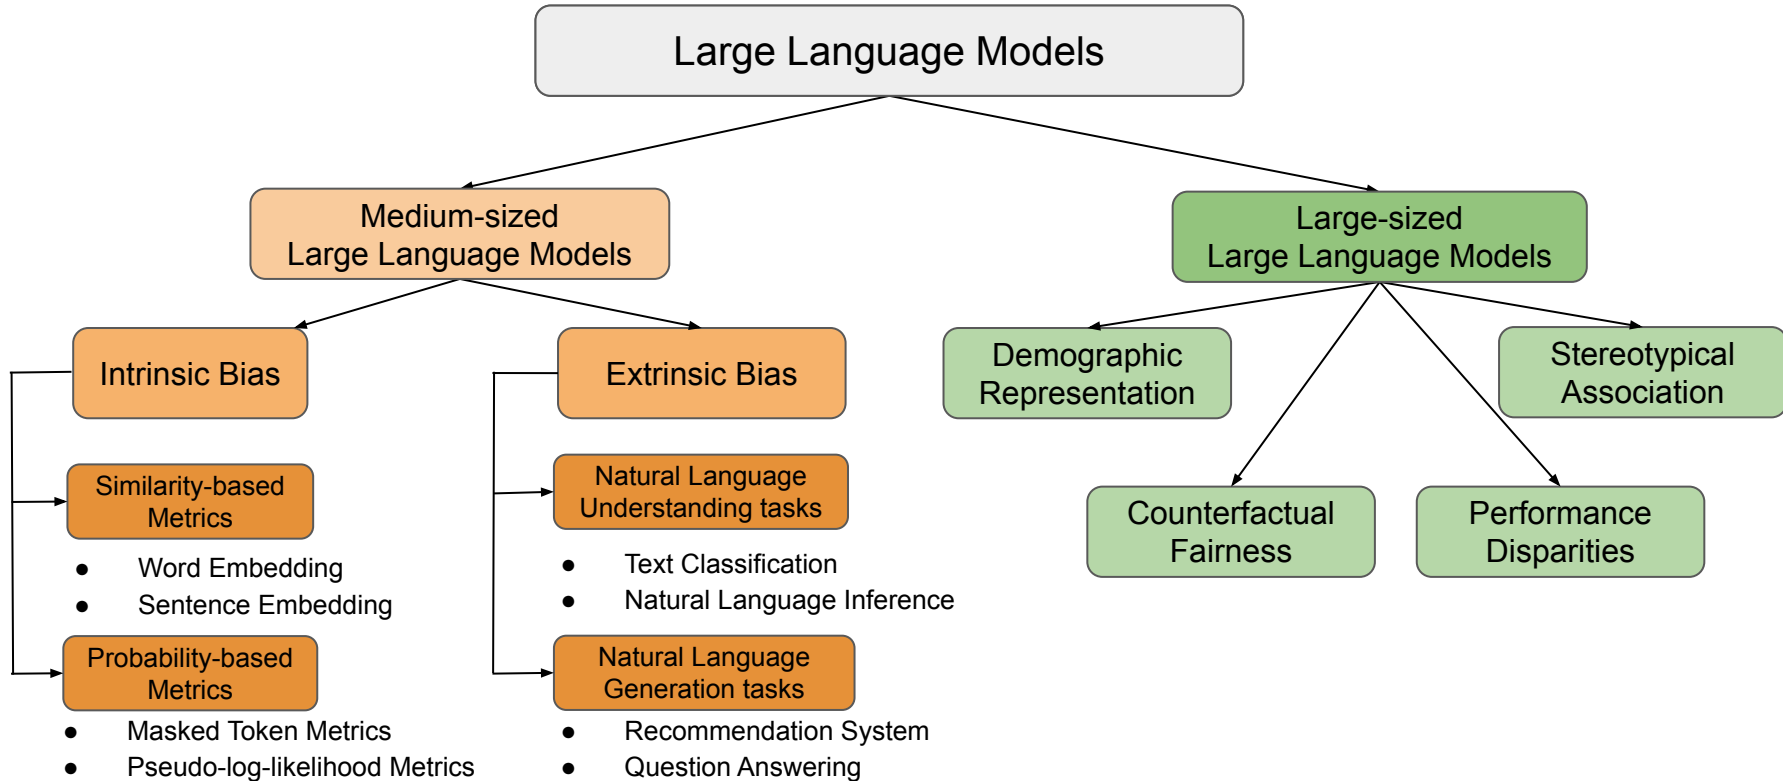 Large Language Models
Medium-sized
Large Language Models
Large-sized
Large Language Models
Intrinsic Bias
Extrinsic Bias
Demographic
Representation
Stereotypical
Association
Similarity-based
Metrics
● Word Embedding
● Sentence Embedding
Probability-based
Metrics
● Masked Token Metrics
● Pseudo-log-likelihood Metrics
Natural Language
Understanding tasks
● Text Classification
● Natural Language Inference
Natural Language
Generation tasks
● Recommendation System
● Question Answering
Counterfactual
Fairness
Performance
Disparities